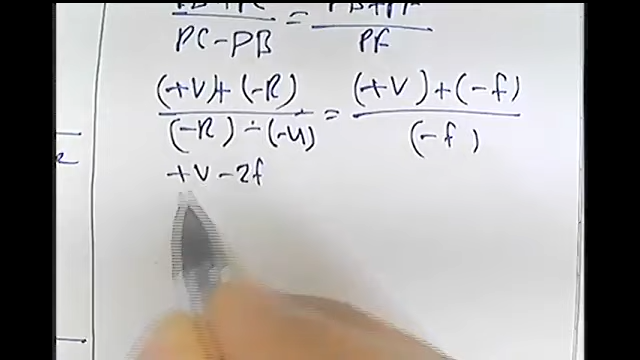 PC-PB = PF
(+V)+(-R) = (+V)+(-f)
(-R)-(-u) (-f)
+V-2f